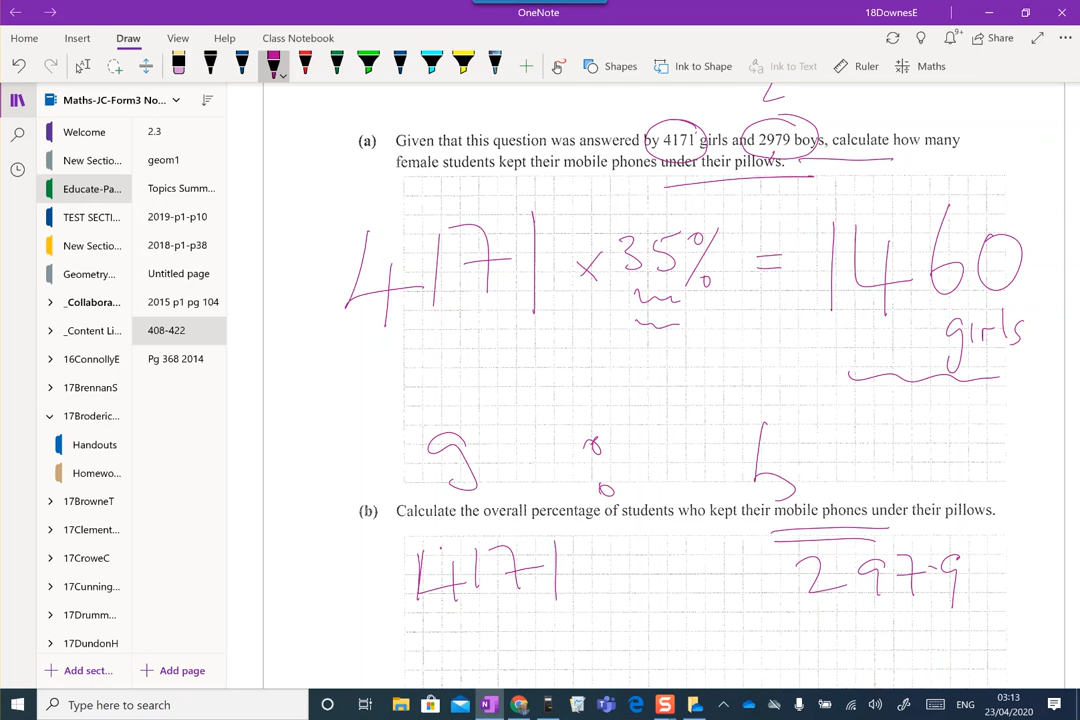 OneNote
18DownesE
Home Insert Draw View Help Class Notebook
Share
Shapes Ink to Shape Ink to Text Ruler Maths
Maths-JC-Form3 No...
Welcome
New Sectio...
Educate-Pa...
TEST SECTI...
New Sectio...
Geometry...
_Collabora...
_Content Li...
16ConnollyE
17BrennanS
17Broderic...
Handouts
Homewo...
17BrowneT
17Clement...
17CroweC
17Cunning...
17Drumm...
17DundonH
Add sect...
2.3
geom1
Topics Summ...
2019-p1-p10
2018-p1-p38
Untitled page
2015 p1 pg 104
408-422
Pg 368 2014
Add page
(a) Given that this question was answered by 4171 girls and 2979 boys, calculate how many
female students kept their mobile phones under their pillows.
4171 × 35% = 1460
girls
g : b
(b) Calculate the overall percentage of students who kept their mobile phones under their pillows.
4171 2979
Type here to search
ENG
03:13
23/04/2020
9+